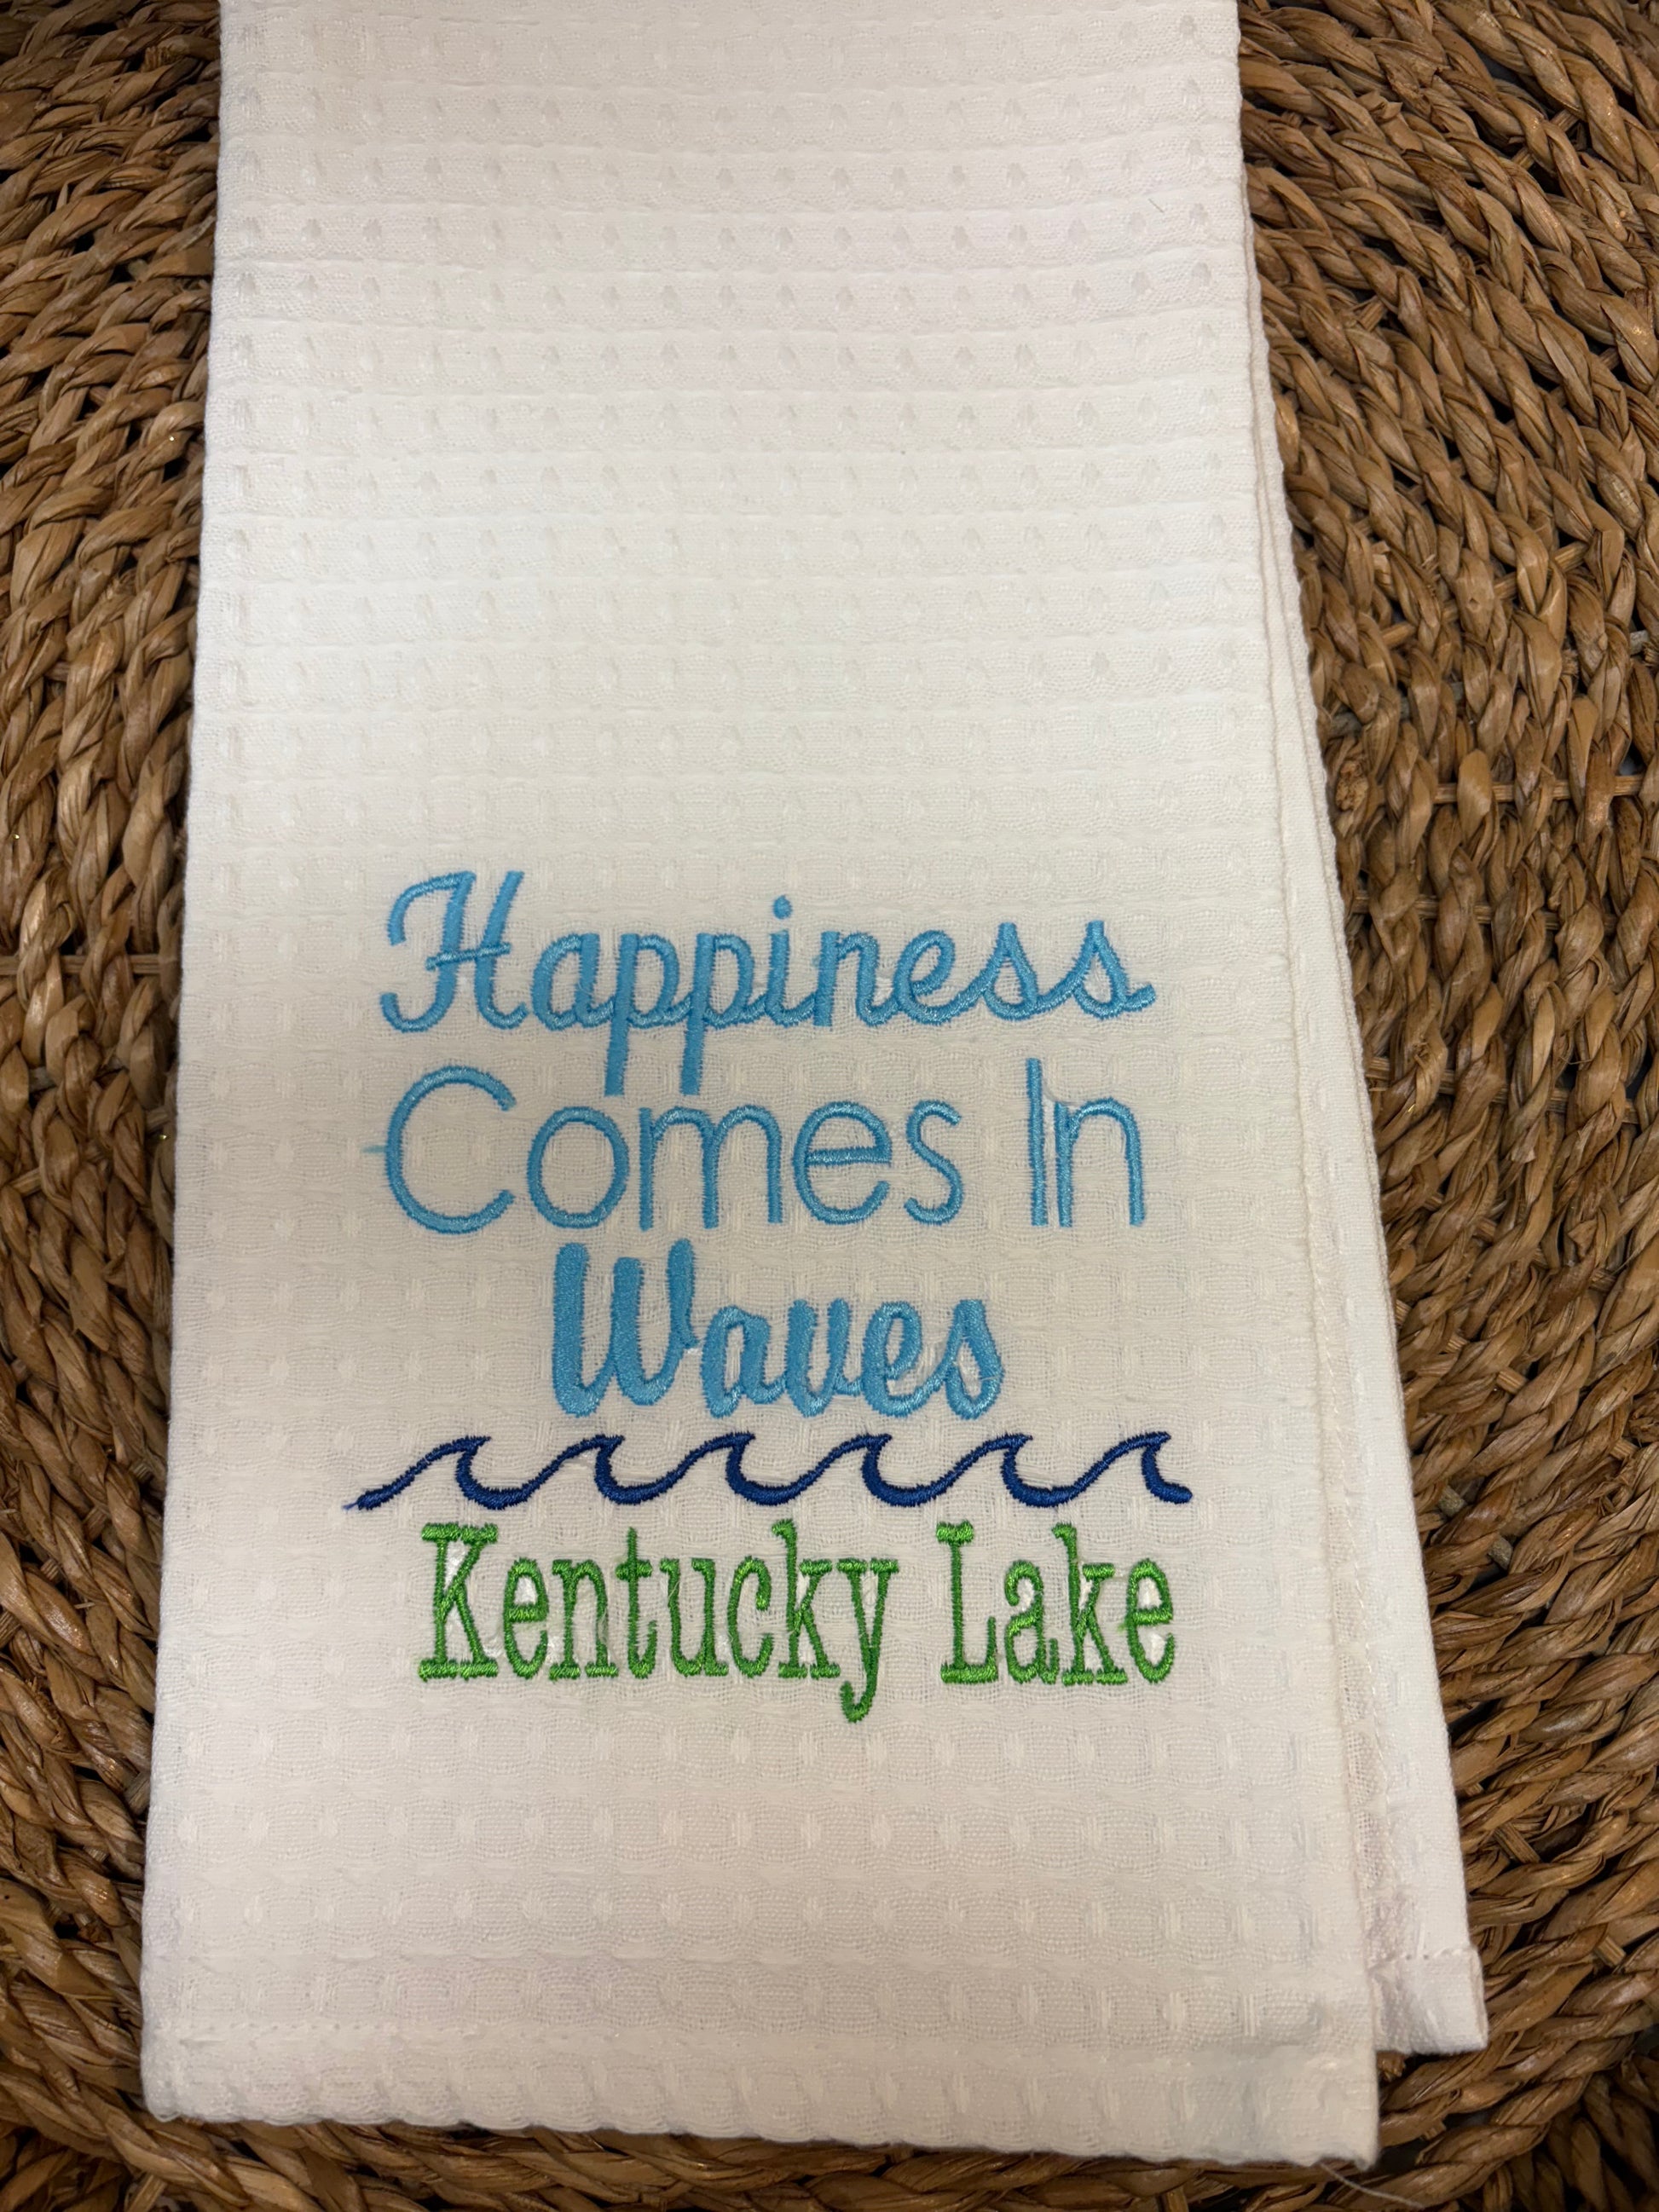 Happiness
Comes In
Waves
Kentucky Lake